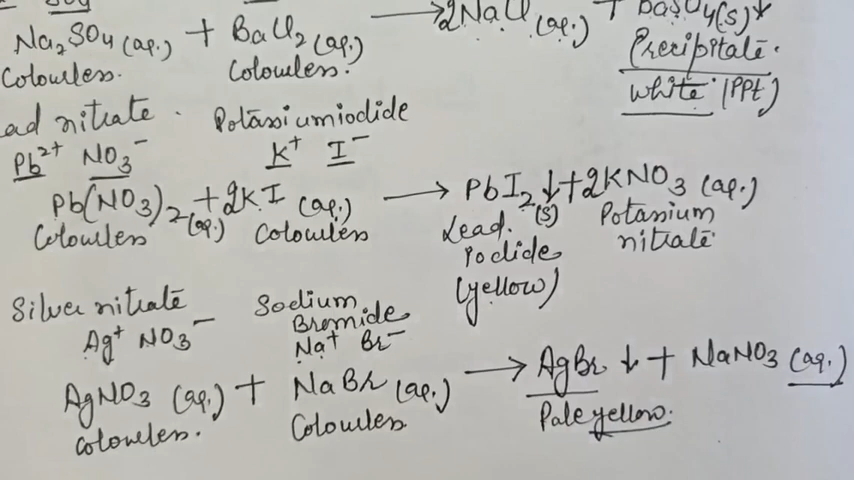 SO4
Na2SO4 (aq.) + BaCl2 (aq.) → 2NaCl (aq.) + BaSO4(s)↓
Colourless. Colourless. Precipitate.
White (PPt)
ad nitrate . Potassium iodide
Pb2+ NO3− K+ I−
Pb(NO3)2 (aq.) + 2KI (aq.) → PbI2↓ (s) + 2KNO3 (aq.)
Colourless Colourless Lead. Potassium
Iodide nitrate
(yellow)
Silver nitrate Sodium
Bromide
Ag+ NO3− Na+ Br−
AgNO3 (aq.) + NaBr (aq.) → AgBr ↓ + NaNO3 (aq.)
Colourless. Colourless Pale yellow.